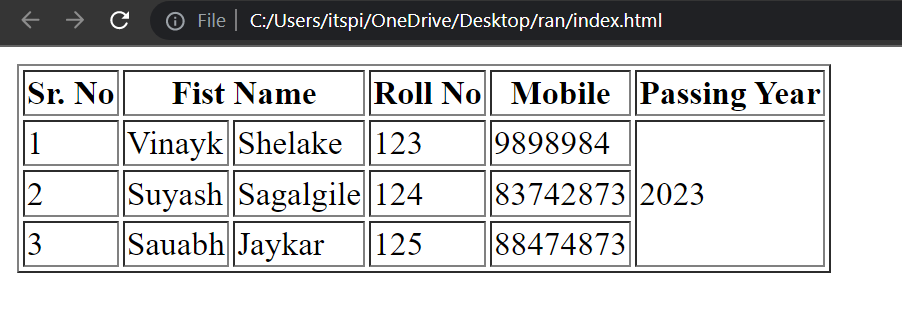 File | C:/Users/itspi/OneDrive/Desktop/ran/index.html
Sr. No Fist Name Roll No Mobile Passing Year
1 Vinayk Shelake 123 9898984
2 Suyash Sagalgile 124 83742873 2023
3 Sauabh Jaykar 125 88474873